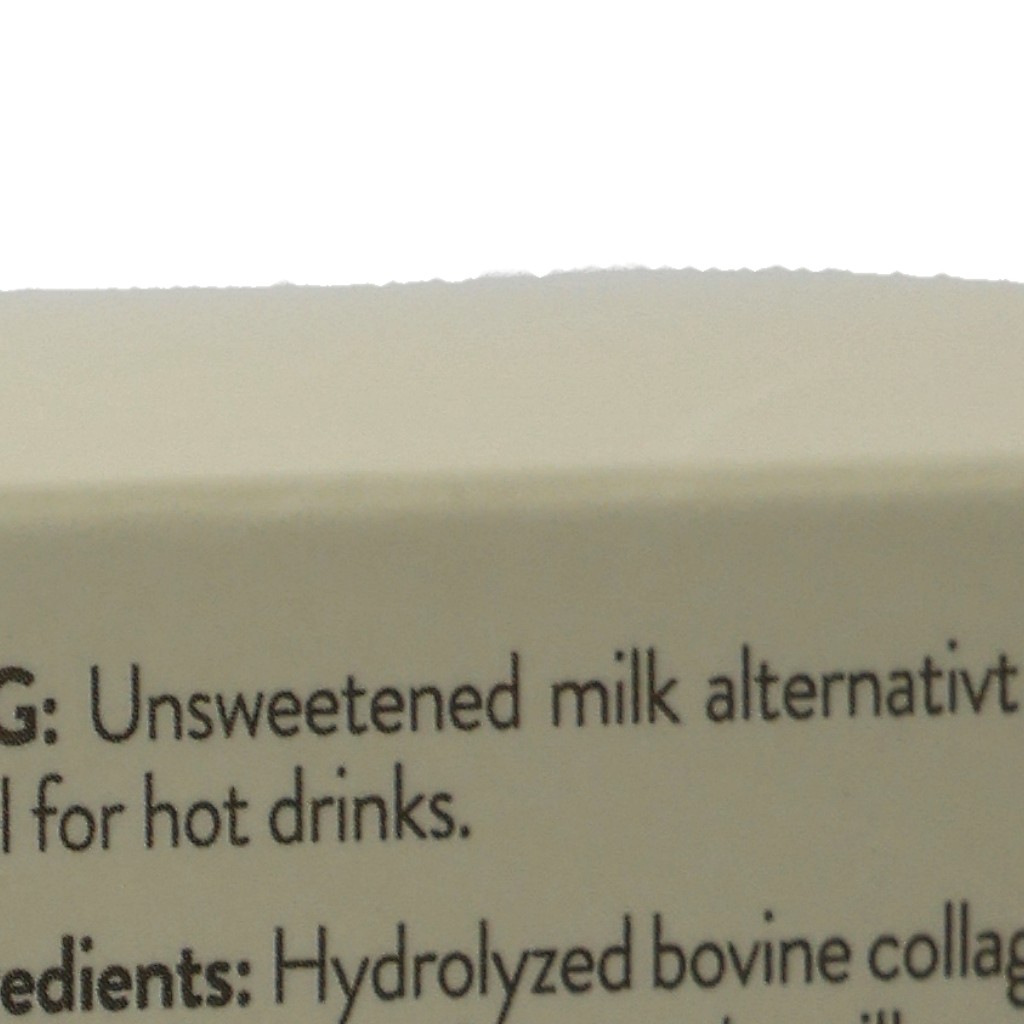 G: Unsweetened milk alternativt
l for hot drinks.
edients: Hydrolyzed bovine collag